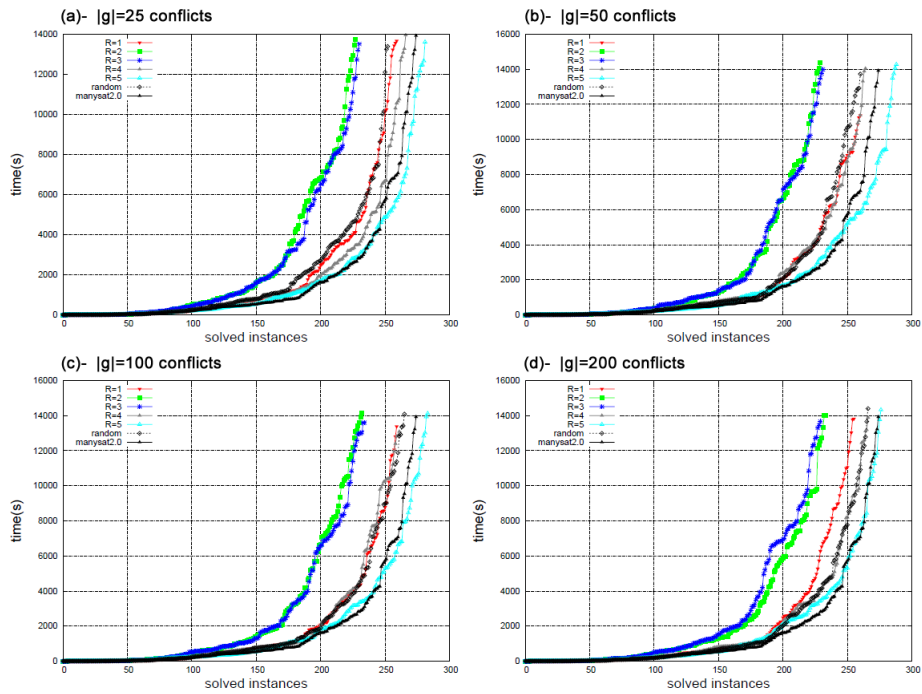 (a)- |g|=25 conflicts
14000
12000
10000
8000
6000
4000
2000
0
time(s)
R=1
R=2
R=3
R=4
R=5
random
manysat2.0
0 50 100 150 200 250 300
solved instances
(b)- |g|=50 conflicts
16000
14000
12000
10000
8000
6000
4000
2000
0
time(s)
R=1
R=2
R=3
R=4
R=5
random
manysat2.0
0 50 100 150 200 250 300
solved instances
(c)- |g|=100 conflicts
16000
14000
12000
10000
8000
6000
4000
2000
0
time(s)
R=1
R=2
R=3
R=4
R=5
random
manysat2.0
0 50 100 150 200 250 300
solved instances
(d)- |g|=200 conflicts
16000
14000
12000
10000
8000
6000
4000
2000
0
time(s)
R=1
R=2
R=3
R=4
R=5
random
manysat2.0
0 50 100 150 200 250 300
solved instances